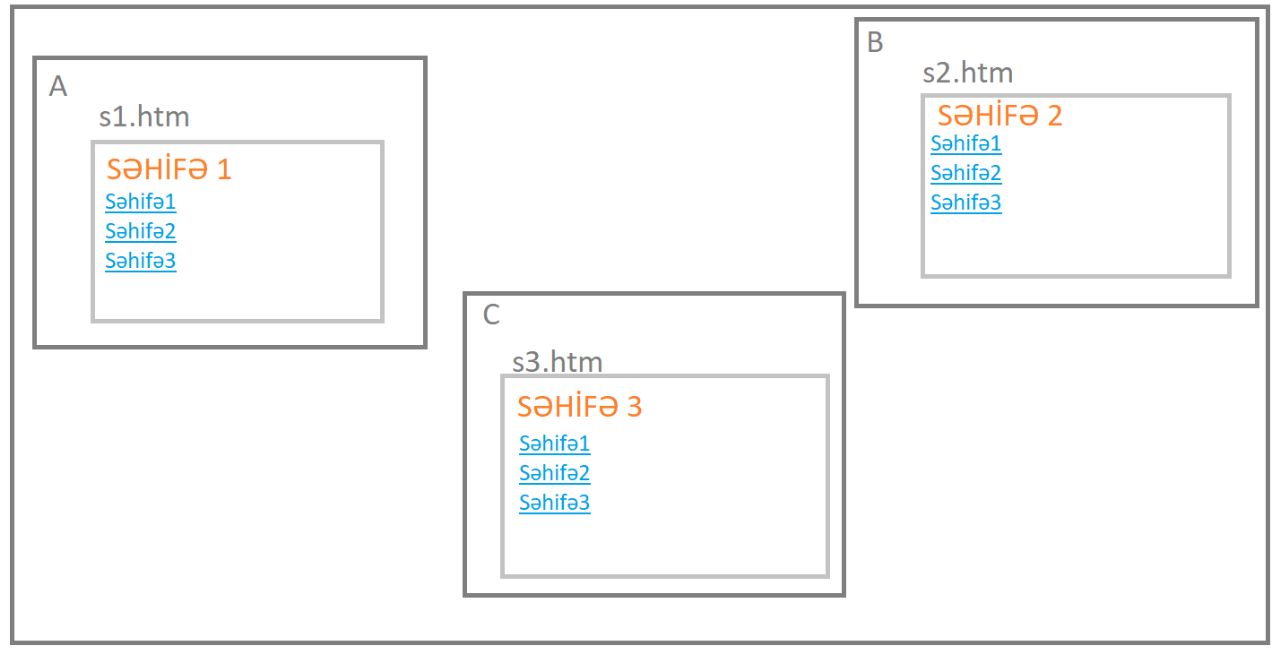 A
s1.htm
SƏHİFƏ 1
Səhifə1
Səhifə2
Səhifə3
B
s2.htm
SƏHİFƏ 2
Səhifə1
Səhifə2
Səhifə3
C
s3.htm
SƏHİFƏ 3
Səhifə1
Səhifə2
Səhifə3